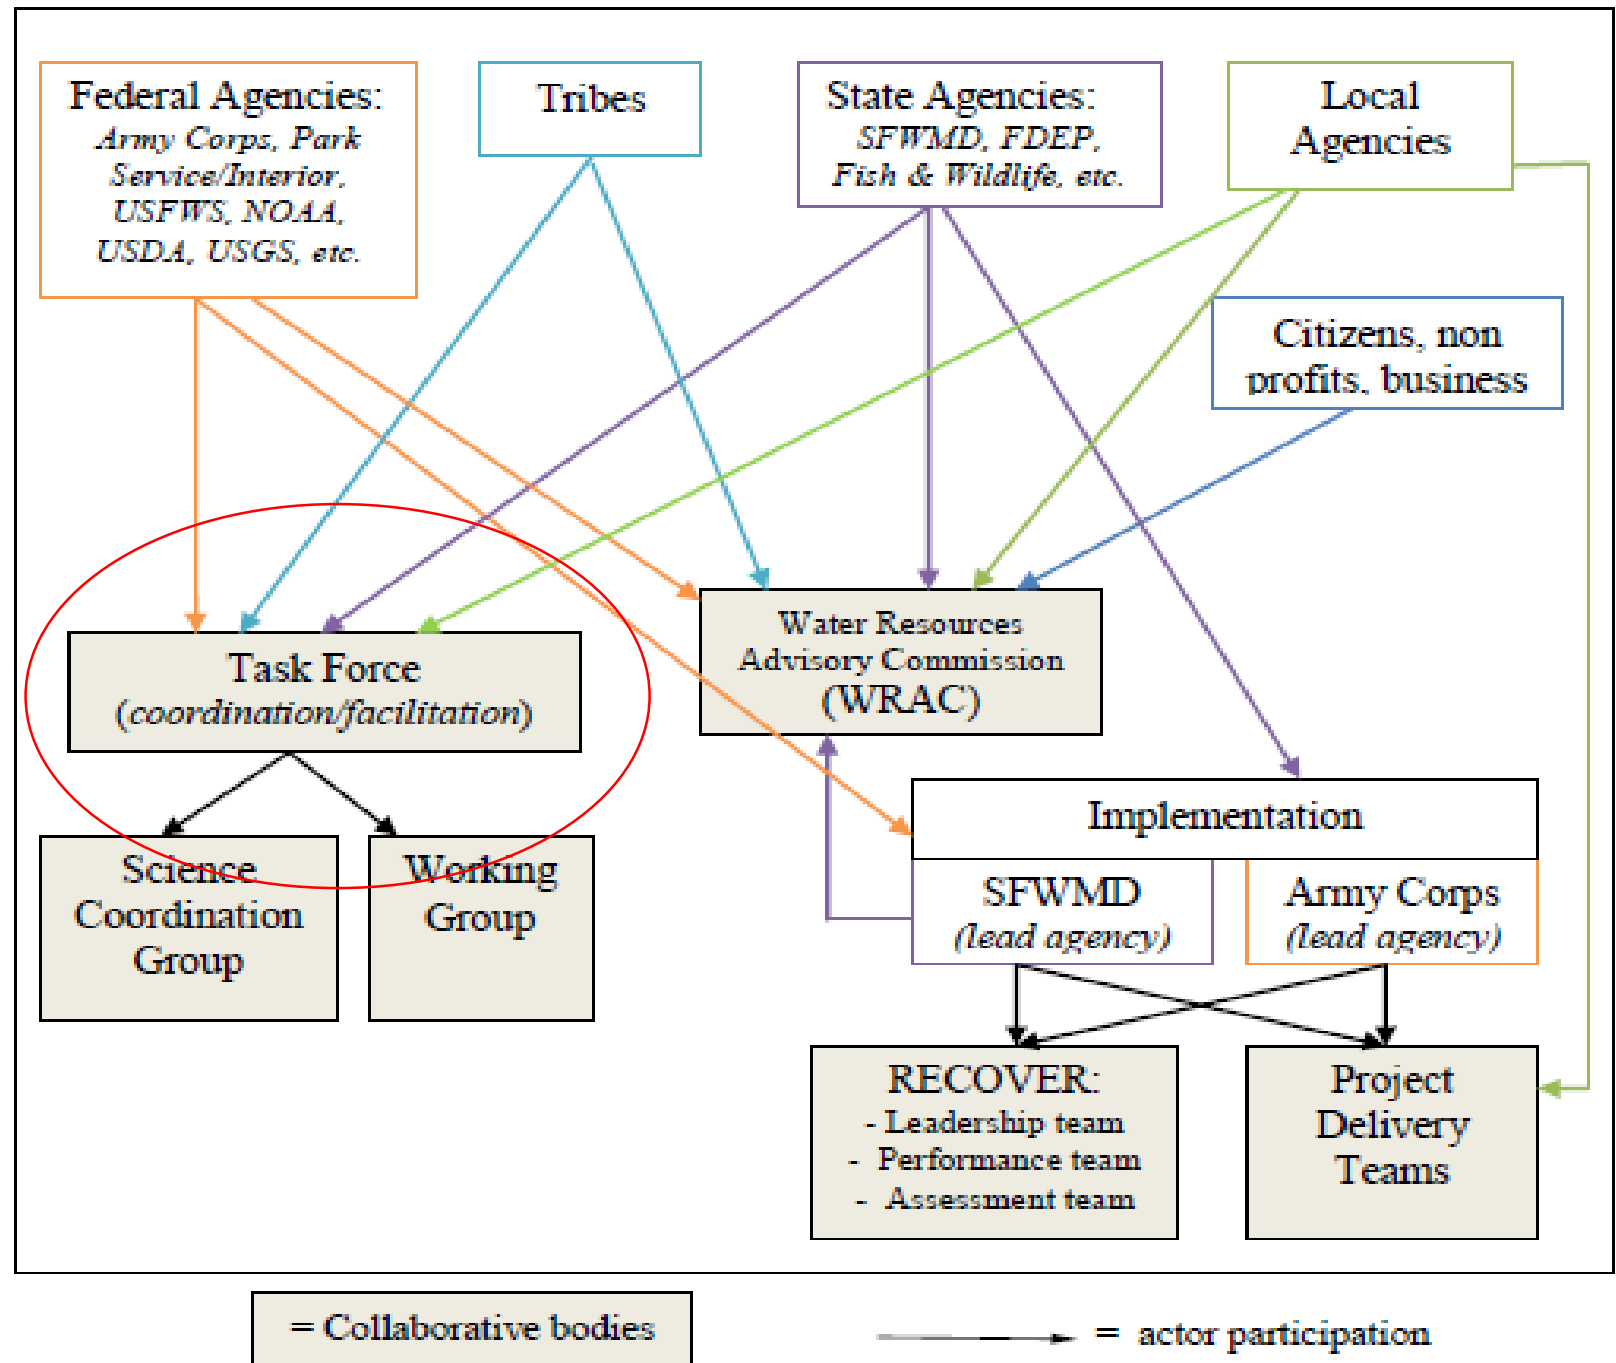 Federal Agencies:
Army Corps, Park
Service/Interior,
USFWS, NOAA,
USDA, USGS, etc.
Tribes
State Agencies:
SFWMD, FDEP,
Fish & Wildlife, etc.
Local
Agencies
Citizens, non
profits, business
Task Force
(coordination/facilitation)
Water Resources
Advisory Commission
(WRAC)
Science
Coordination
Group
Working
Group
Implementation
SFWMD
(lead agency)
Army Corps
(lead agency)
RECOVER:
- Leadership team
- Performance team
- Assessment team
Project
Delivery
Teams
= Collaborative bodies
= actor participation